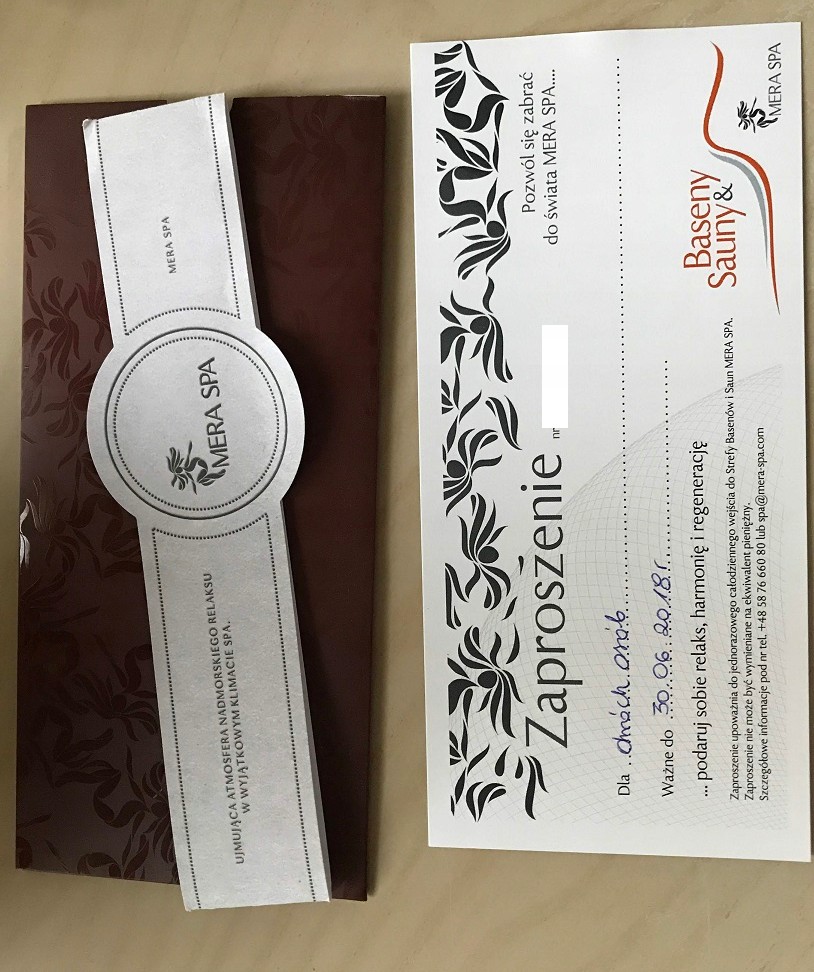 MERA SPA
MERA SPA
UJMUJĄCA ATMOSFERA NADMORSKIEGO RELAKSU
W WYJĄTKOWYM KLIMACIE SPA.
Pozwól się zabrać
do świata MERA SPA....
Zaproszenie nr
Dla ..dwóch osób..........
Ważne do ..30.06.2018r..........
... podaruj sobie relaks, harmonię i regenerację
Zaproszenie upoważnia do jednorazowego całodziennego wejścia do Strefy Basenów i Saun MERA SPA.
Zaproszenie nie może być wymieniane na ekwiwalent pieniężny.
Szczegółowe informacje pod nr tel. +48 58 76 660 80 lub spa@mera-spa.com
Baseny
Sauny &
MERA SPA